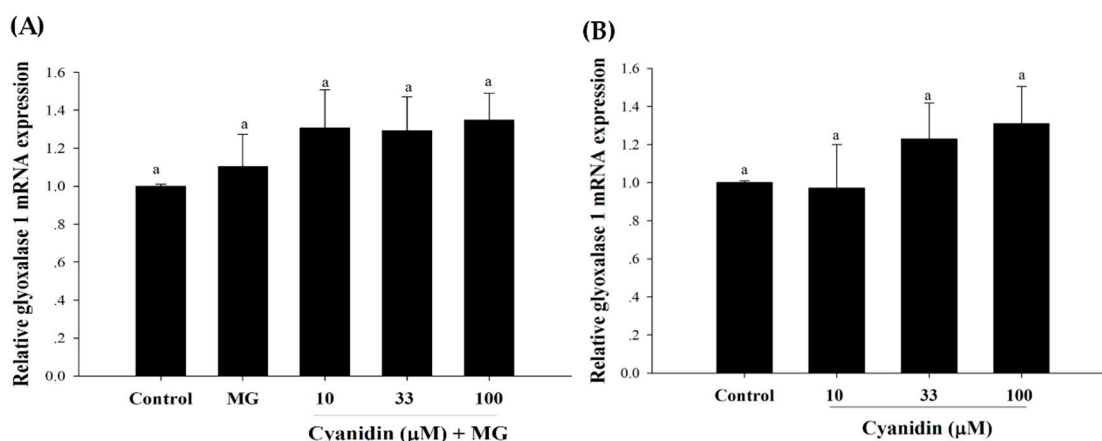 (A)
Relative glyoxalase 1 mRNA expression
1.6
1.4
1.2
1.0
.8
.6
.4
.2
0.0
a
a
a
a
a
Control MG 10 33 100
Cyanidin (μM) + MG
(B)
Relative glyoxalase 1 mRNA expression
1.6
1.4
1.2
1.0
.8
.6
.4
.2
0.0
a
a
a
a
Control 10 33 100
Cyanidin (μM)